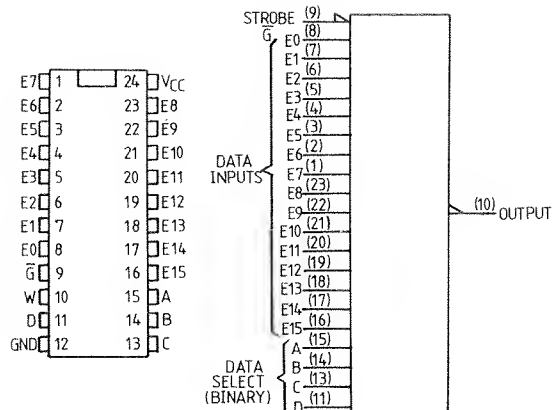 E7 1 24 VCC
E6 2 23 E8
E5 3 22 E9
E4 4 21 E10
E3 5 20 E11
E2 6 19 E12
E1 7 18 E13
E0 8 17 E14
G 9 16 E15
W 10 15 A
D 11 14 B
GND 12 13 C
STROBE (9)
G
E0 (8)
E1 (7)
E2 (6)
E3 (5)
E4 (4)
E5 (3)
E6 (2)
E7 (1)
E8 (23)
E9 (22)
E10 (21)
E11 (20)
E12 (19)
E13 (18)
E14 (17)
E15 (16)
DATA
INPUTS
A (15)
B (14)
C (13)
D (11)
DATA
SELECT
(BINARY)
(10) OUTPUT